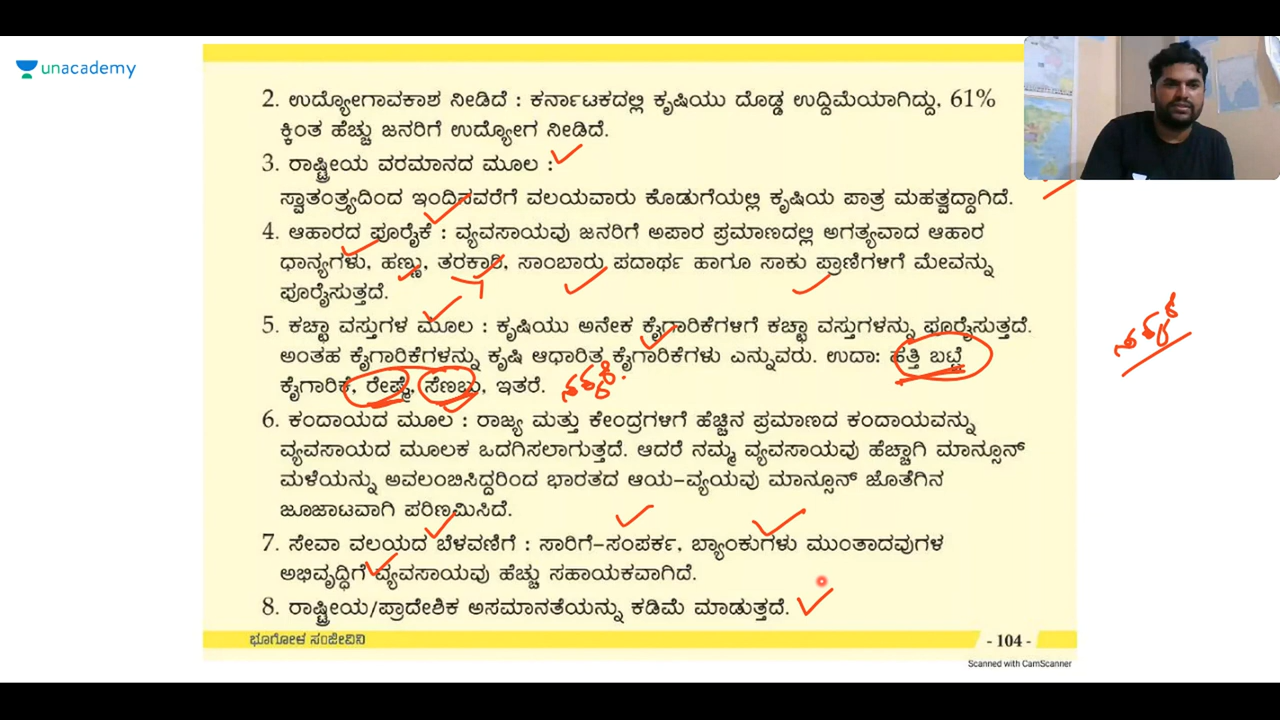 unacademy
2. ಉದ್ಯೋಗಾವಕಾಶ ನೀಡಿದೆ : ಕರ್ನಾಟಕದಲ್ಲಿ ಕೃಷಿಯು ದೊಡ್ಡ ಉದ್ದಿಮೆಯಾಗಿದ್ದು, 61%
ಕ್ಕಿಂತ ಹೆಚ್ಚು ಜನರಿಗೆ ಉದ್ಯೋಗ ನೀಡಿದೆ.
3. ರಾಷ್ಟ್ರೀಯ ವರಮಾನದ ಮೂಲ :
ಸ್ವಾತಂತ್ರ್ಯದಿಂದ ಇಂದಿನವರೆಗೆ ವಲಯವಾರು ಕೊಡುಗೆಯಲ್ಲಿ ಕೃಷಿಯ ಪಾತ್ರ ಮಹತ್ವದ್ದಾಗಿದೆ.
4. ಆಹಾರದ ಪೂರೈಕೆ : ವ್ಯವಸಾಯವು ಜನರಿಗೆ ಅಪಾರ ಪ್ರಮಾಣದಲ್ಲಿ ಅಗತ್ಯವಾದ ಆಹಾರ
ಧಾನ್ಯಗಳು, ಹಣ್ಣು, ತರಕಾರಿ, ಸಾಂಬಾರು ಪದಾರ್ಥ ಹಾಗೂ ಸಾಕು ಪ್ರಾಣಿಗಳಿಗೆ ಮೇವನ್ನು
ಪೂರೈಸುತ್ತದೆ.
5. ಕಚ್ಛಾ ವಸ್ತುಗಳ ಮೂಲ : ಕೃಷಿಯು ಅನೇಕ ಕೈಗಾರಿಕೆಗಳಿಗೆ ಕಚ್ಛಾ ವಸ್ತುಗಳನ್ನು ಪೂರೈಸುತ್ತದೆ.
ಅಂತಹ ಕೈಗಾರಿಕೆಗಳನ್ನು ಕೃಷಿ ಆಧಾರಿತ ಕೈಗಾರಿಕೆಗಳು ಎನ್ನುವರು. ಉದಾ: ಹತ್ತಿ ಬಟ್ಟೆ
ಕೈಗಾರಿಕೆ, ರೇಷ್ಮೆ, ಸೆಣಬು, ಇತರೆ. ಸಕ್ಕರೆ
ಸಕ್ಕರೆ
6. ಕಂದಾಯದ ಮೂಲ : ರಾಜ್ಯ ಮತ್ತು ಕೇಂದ್ರಗಳಿಗೆ ಹೆಚ್ಚಿನ ಪ್ರಮಾಣದ ಕಂದಾಯವನ್ನು
ವ್ಯವಸಾಯದ ಮೂಲಕ ಒದಗಿಸಲಾಗುತ್ತದೆ. ಆದರೆ ನಮ್ಮ ವ್ಯವಸಾಯವು ಹೆಚ್ಚಾಗಿ ಮಾನ್ಸೂನ್
ಮಳೆಯನ್ನು ಅವಲಂಬಿಸಿದ್ದರಿಂದ ಭಾರತದ ಆಯ-ವ್ಯಯವು ಮಾನ್ಸೂನ್ ಜೊತೆಗಿನ
ಜೂಜಾಟವಾಗಿ ಪರಿಣಮಿಸಿದೆ.
7. ಸೇವಾ ವಲಯದ ಬೆಳವಣಿಗೆ : ಸಾರಿಗೆ-ಸಂಪರ್ಕ, ಬ್ಯಾಂಕುಗಳು ಮುಂತಾದವುಗಳ
ಅಭಿವೃದ್ಧಿಗೆ ವ್ಯವಸಾಯವು ಹೆಚ್ಚು ಸಹಾಯಕವಾಗಿದೆ.
8. ರಾಷ್ಟ್ರೀಯ/ಪ್ರಾದೇಶಿಕ ಅಸಮಾನತೆಯನ್ನು ಕಡಿಮೆ ಮಾಡುತ್ತದೆ.
ಭೂಗೋಳ ಸಂಜೀವಿನಿ
- 104 -
Scanned with CamScanner